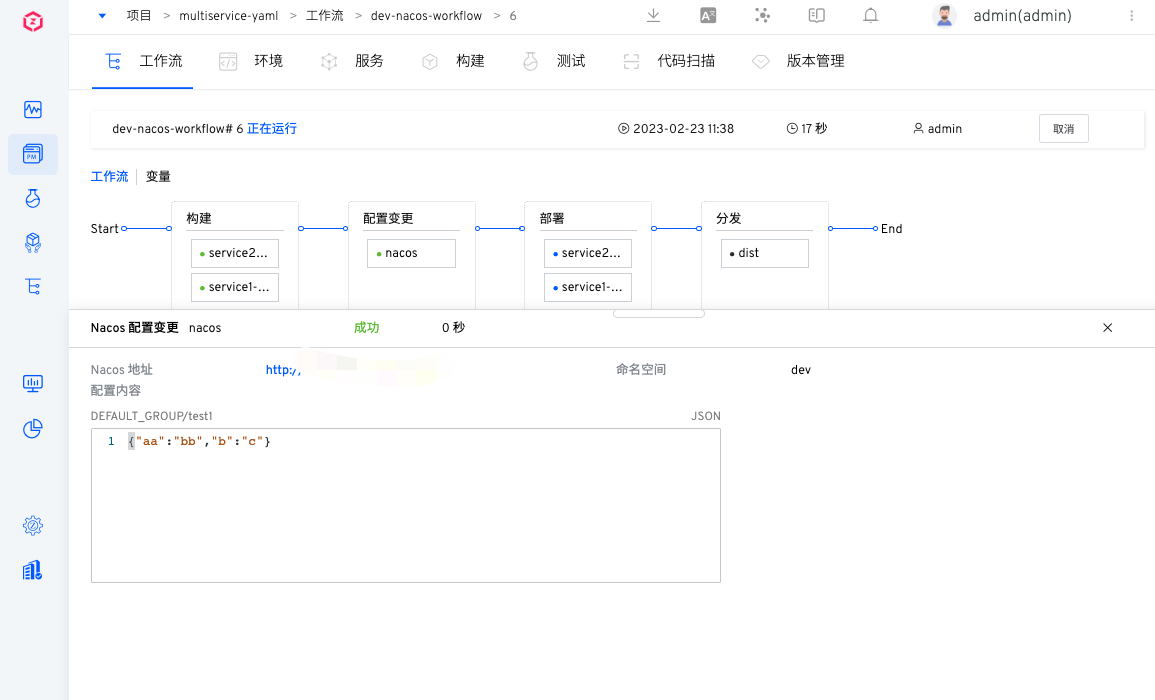 项目 > multiservice-yaml > 工作流 > dev-nacos-workflow > 6
admin(admin)
工作流 环境 服务 构建 测试 代码扫描 版本管理
dev-nacos-workflow# 6 正在运行 2023-02-23 11:38 17 秒 admin 取消
工作流 变量
Start 构建 配置变更 部署 分发 End
service2... nacos service2... dist
service1-... service1-...
Nacos 配置变更 nacos 成功 0 秒
Nacos 地址 http:/, 命名空间 dev
配置内容
DEFAULT_GROUP/test1 JSON
1 {"aa":"bb","b":"c"}